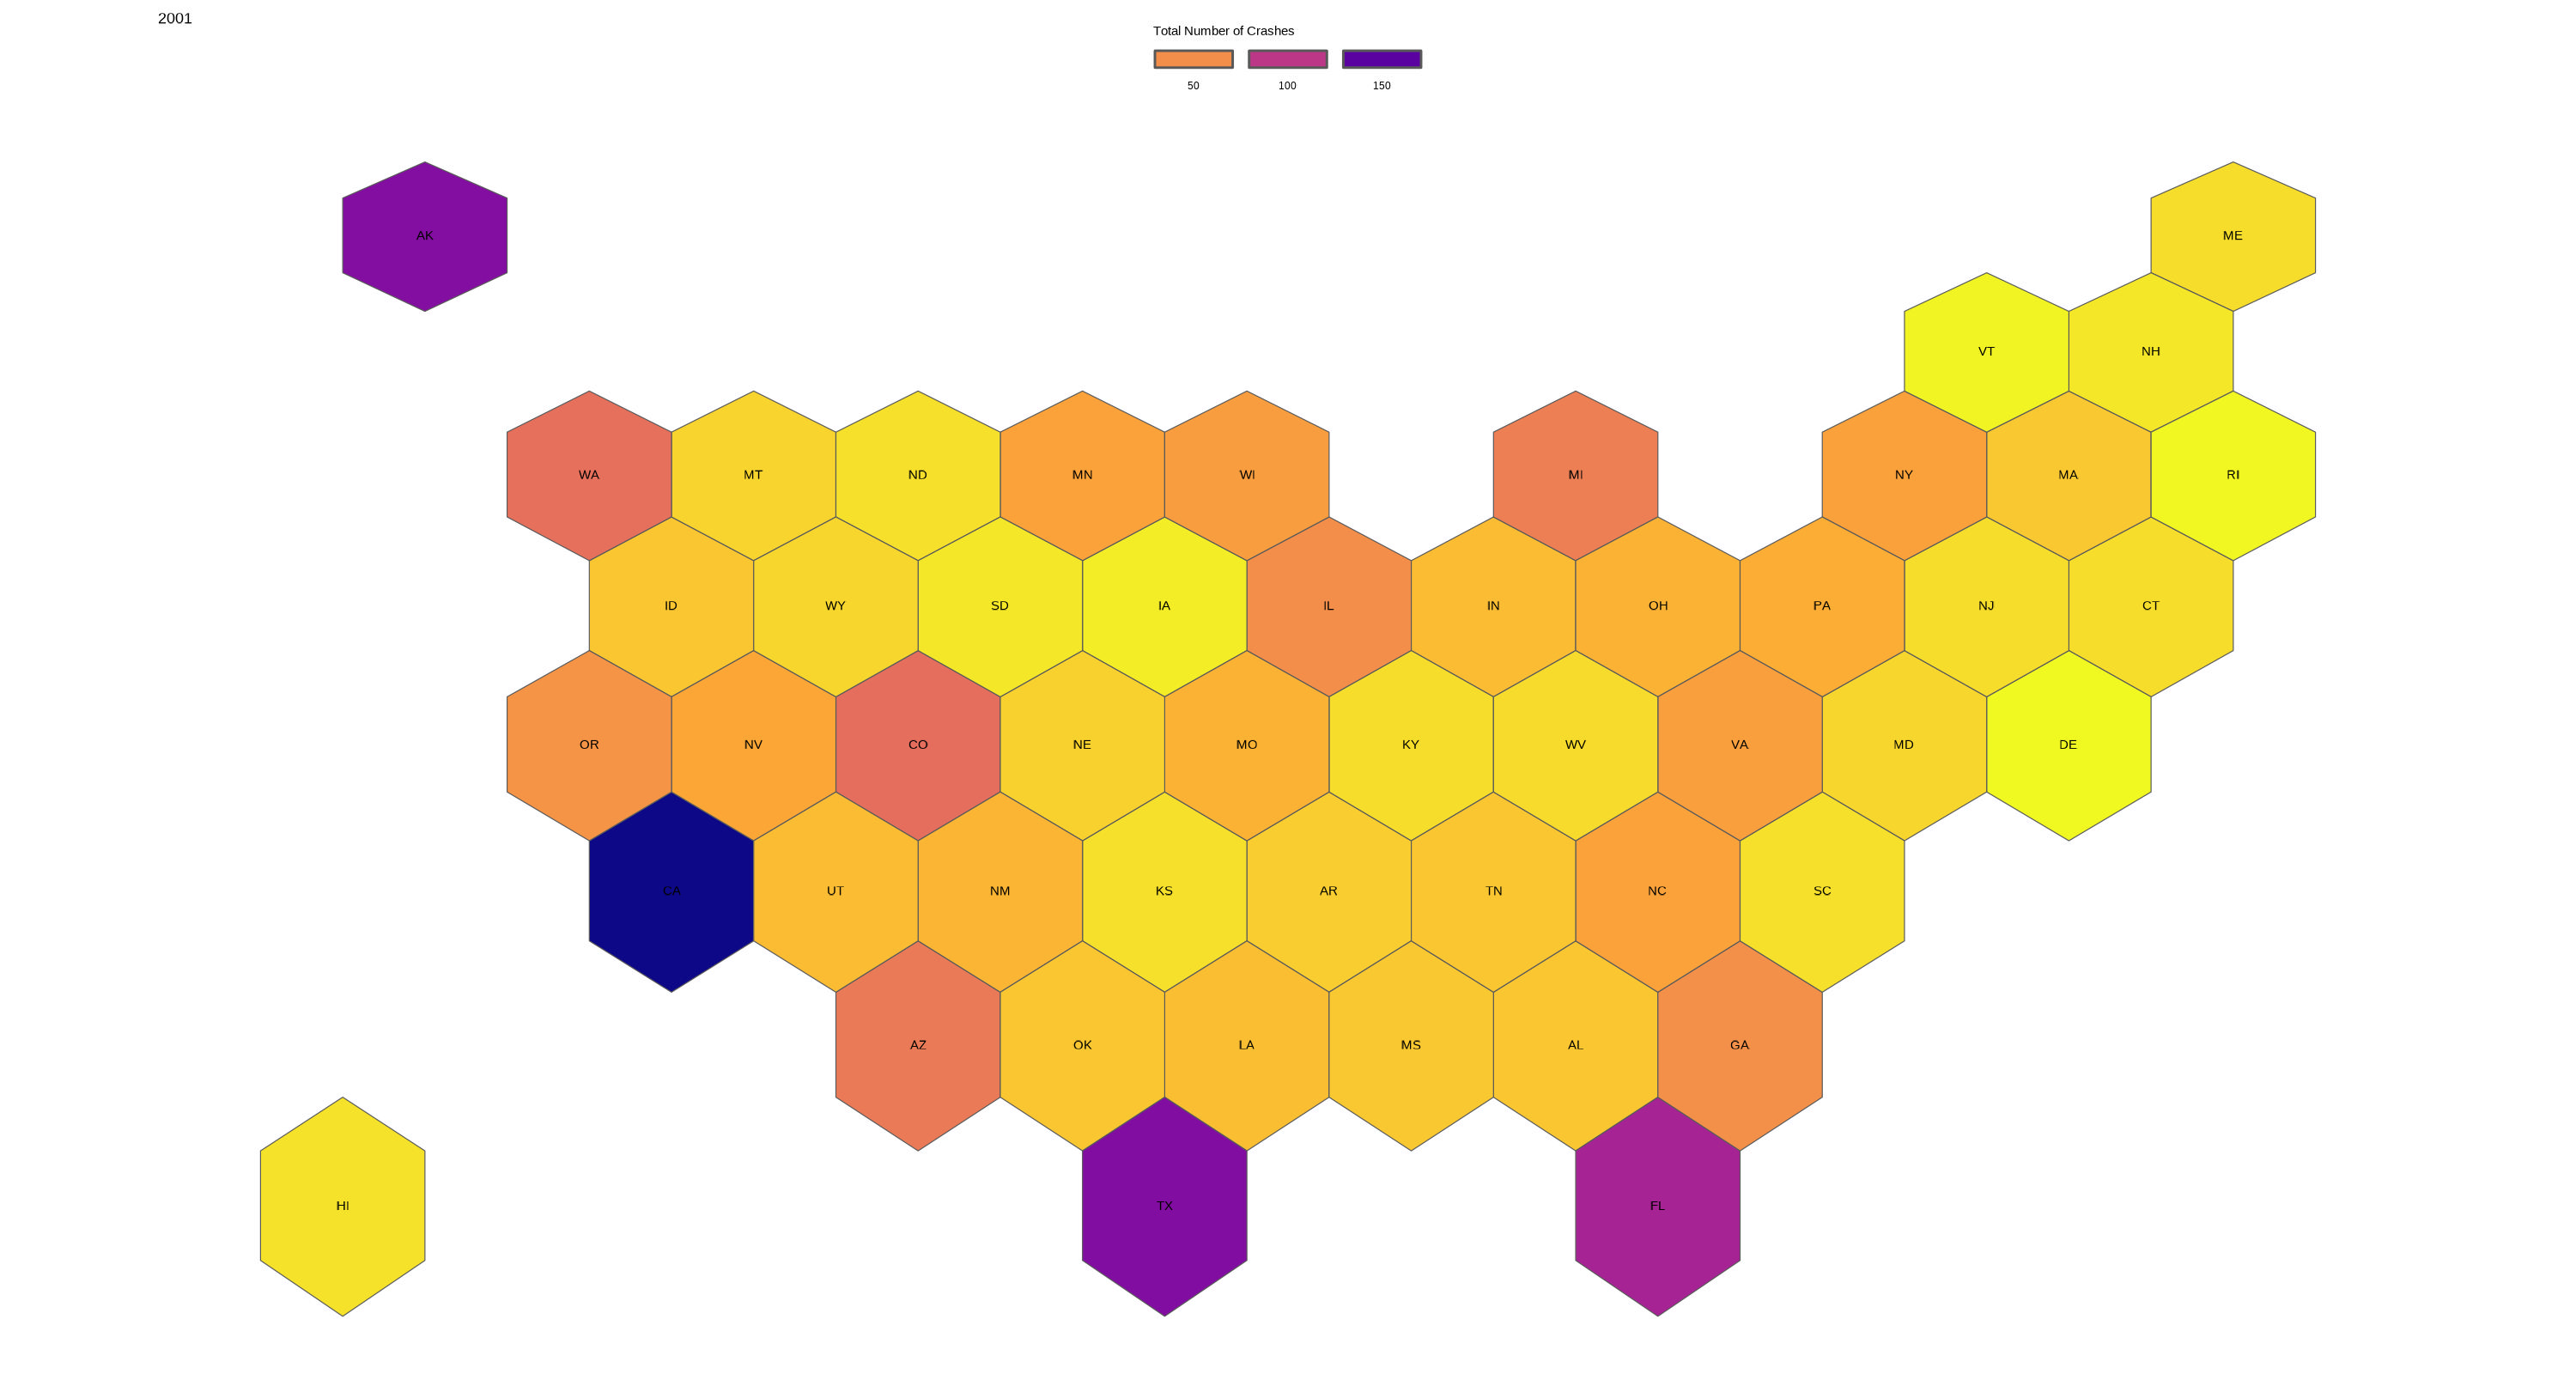 2001
Total Number of Crashes
50 100 150
AK
ME
VT NH
WA MT ND MN WI MI NY MA RI
ID WY SD IA IL IN OH PA NJ CT
OR NV CO NE MO KY WV VA MD DE
CA UT NM KS AR TN NC SC
AZ OK LA MS AL GA
HI TX FL